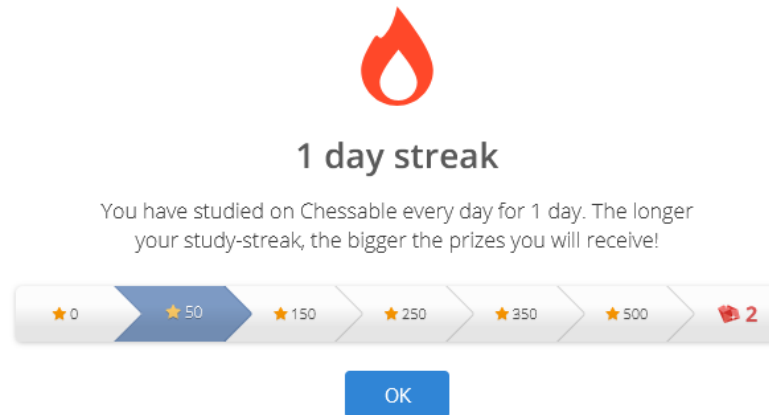 1 day streak
You have studied on Chessable every day for 1 day. The longer
your study-streak, the bigger the prizes you will receive!
0 50 150 250 350 500 2
OK